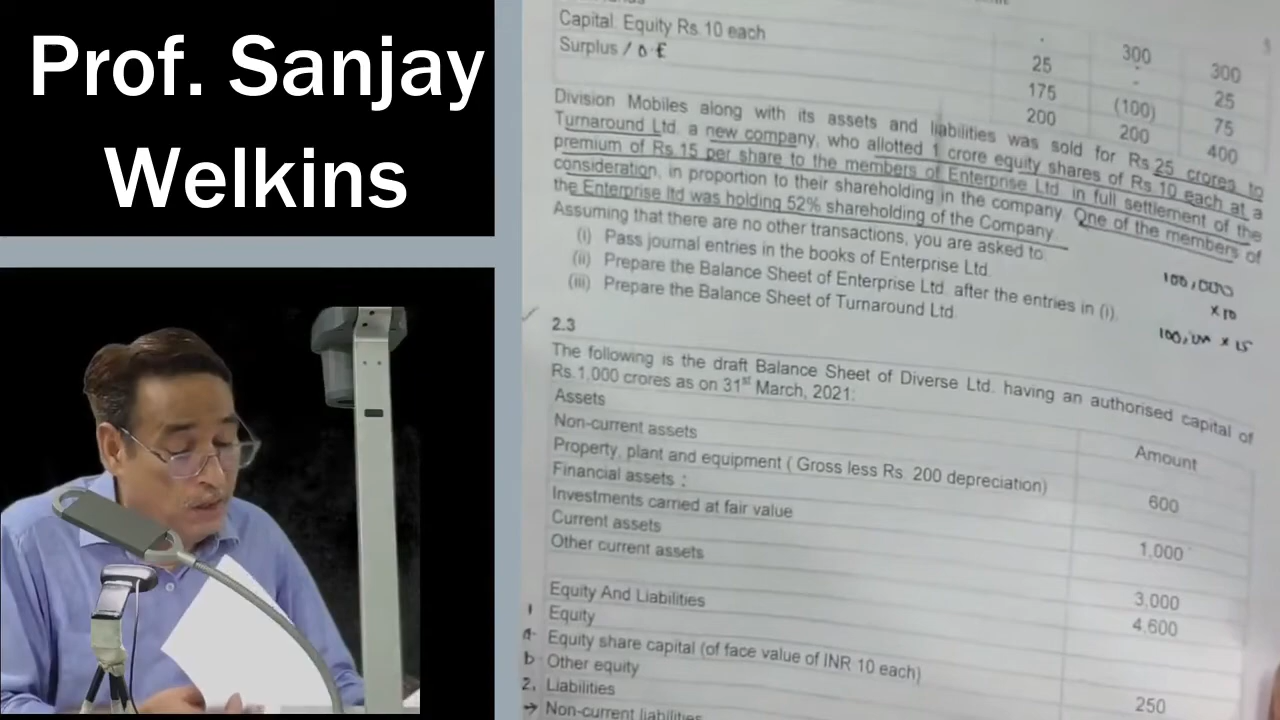 Prof. Sanjay
Welkins
Capital. Equity Rs.10 each 25 300 300
Surplus / O.E 175 (100) 25
200 200 75
400
Division Mobiles along with its assets and liabilities was sold for Rs.25 crores to
Turnaround Ltd. a new company, who allotted 1 crore equity shares of Rs.10 each at a
premium of Rs.15 per share to the members of Enterprise Ltd. in full settlement of the
consideration, in proportion to their shareholding in the company. One of the members of
the Enterprise ltd was holding 52% shareholding of the Company.
Assuming that there are no other transactions, you are asked to:
(i) Pass journal entries in the books of Enterprise Ltd.
(ii) Prepare the Balance Sheet of Enterprise Ltd. after the entries in (i).
(iii) Prepare the Balance Sheet of Turnaround Ltd.
x 10
x 15
2.3
The following is the draft Balance Sheet of Diverse Ltd. having an authorised capital of
Rs.1,000 crores as on 31st March, 2021:
Assets Amount
Non-current assets
Property, plant and equipment ( Gross less Rs. 200 depreciation) 600
Financial assets :
Investments carried at fair value 1,000
Current assets
Other current assets 3,000
4,600
Equity And Liabilities
1 Equity
a- Equity share capital (of face value of INR 10 each) 250
b Other equity
2. Liabilities
→ Non-current liabilities